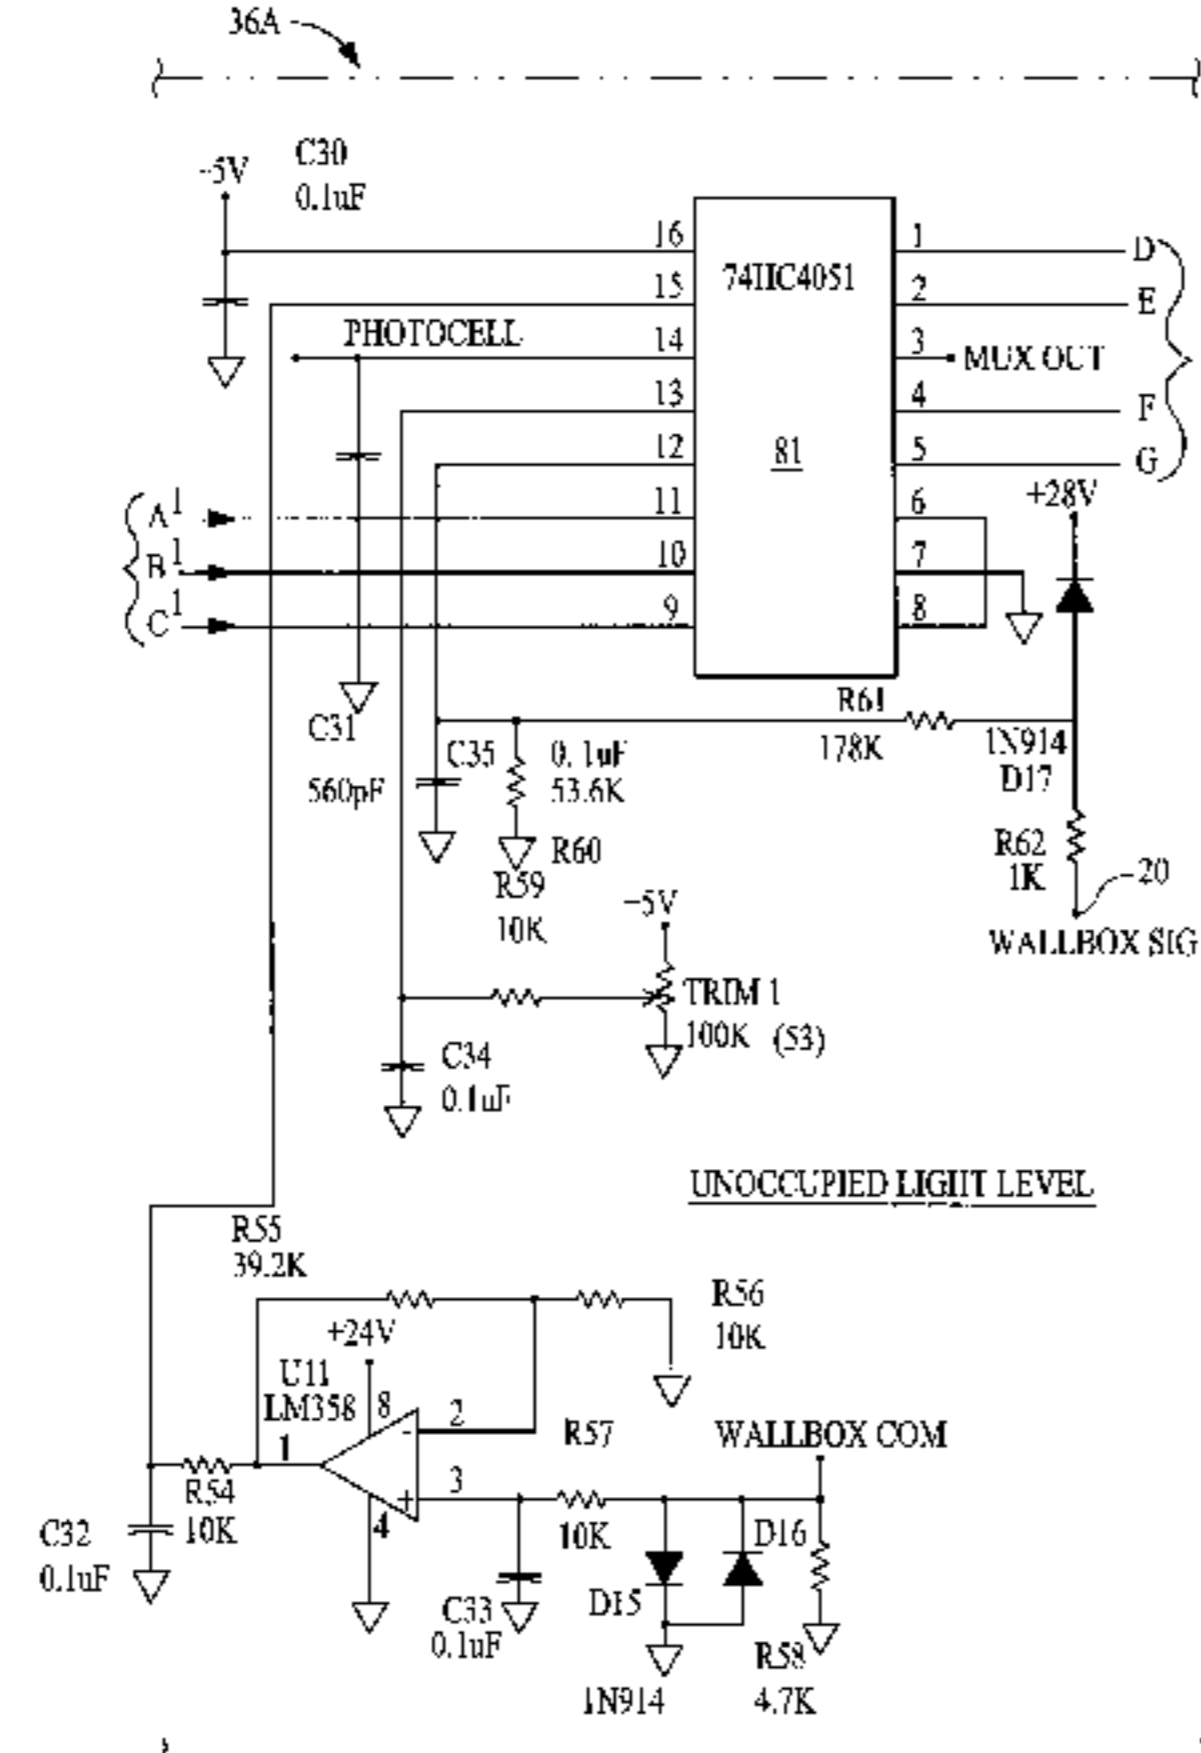 36A
C30
-5V
0.1uF
16
1
D
74HC4051
15
2
E
PHOTOCELL
14
3
MUX OUT
13
4
F
12
81
5
G
+28V
A1
11
6
B1
10
7
C1
9
8
R61
C31
178K
1N914
C35
0.1uF
D17
560pF
53.6K
R62
R60
1K
20
R59
10K
-5V
WALLBOX SIG
TRIM 1
100K (53)
C34
0.1uF
UNOCCUPIED LIGHT LEVEL
R55
39.2K
R56
+24V
10K
U11
LM358
8
2
-
R57
WALLBOX COM
1
3
R54
+
C32
10K
4
10K
D16
0.1uF
C33
D15
0.1uF
R58
1N914
4.7K